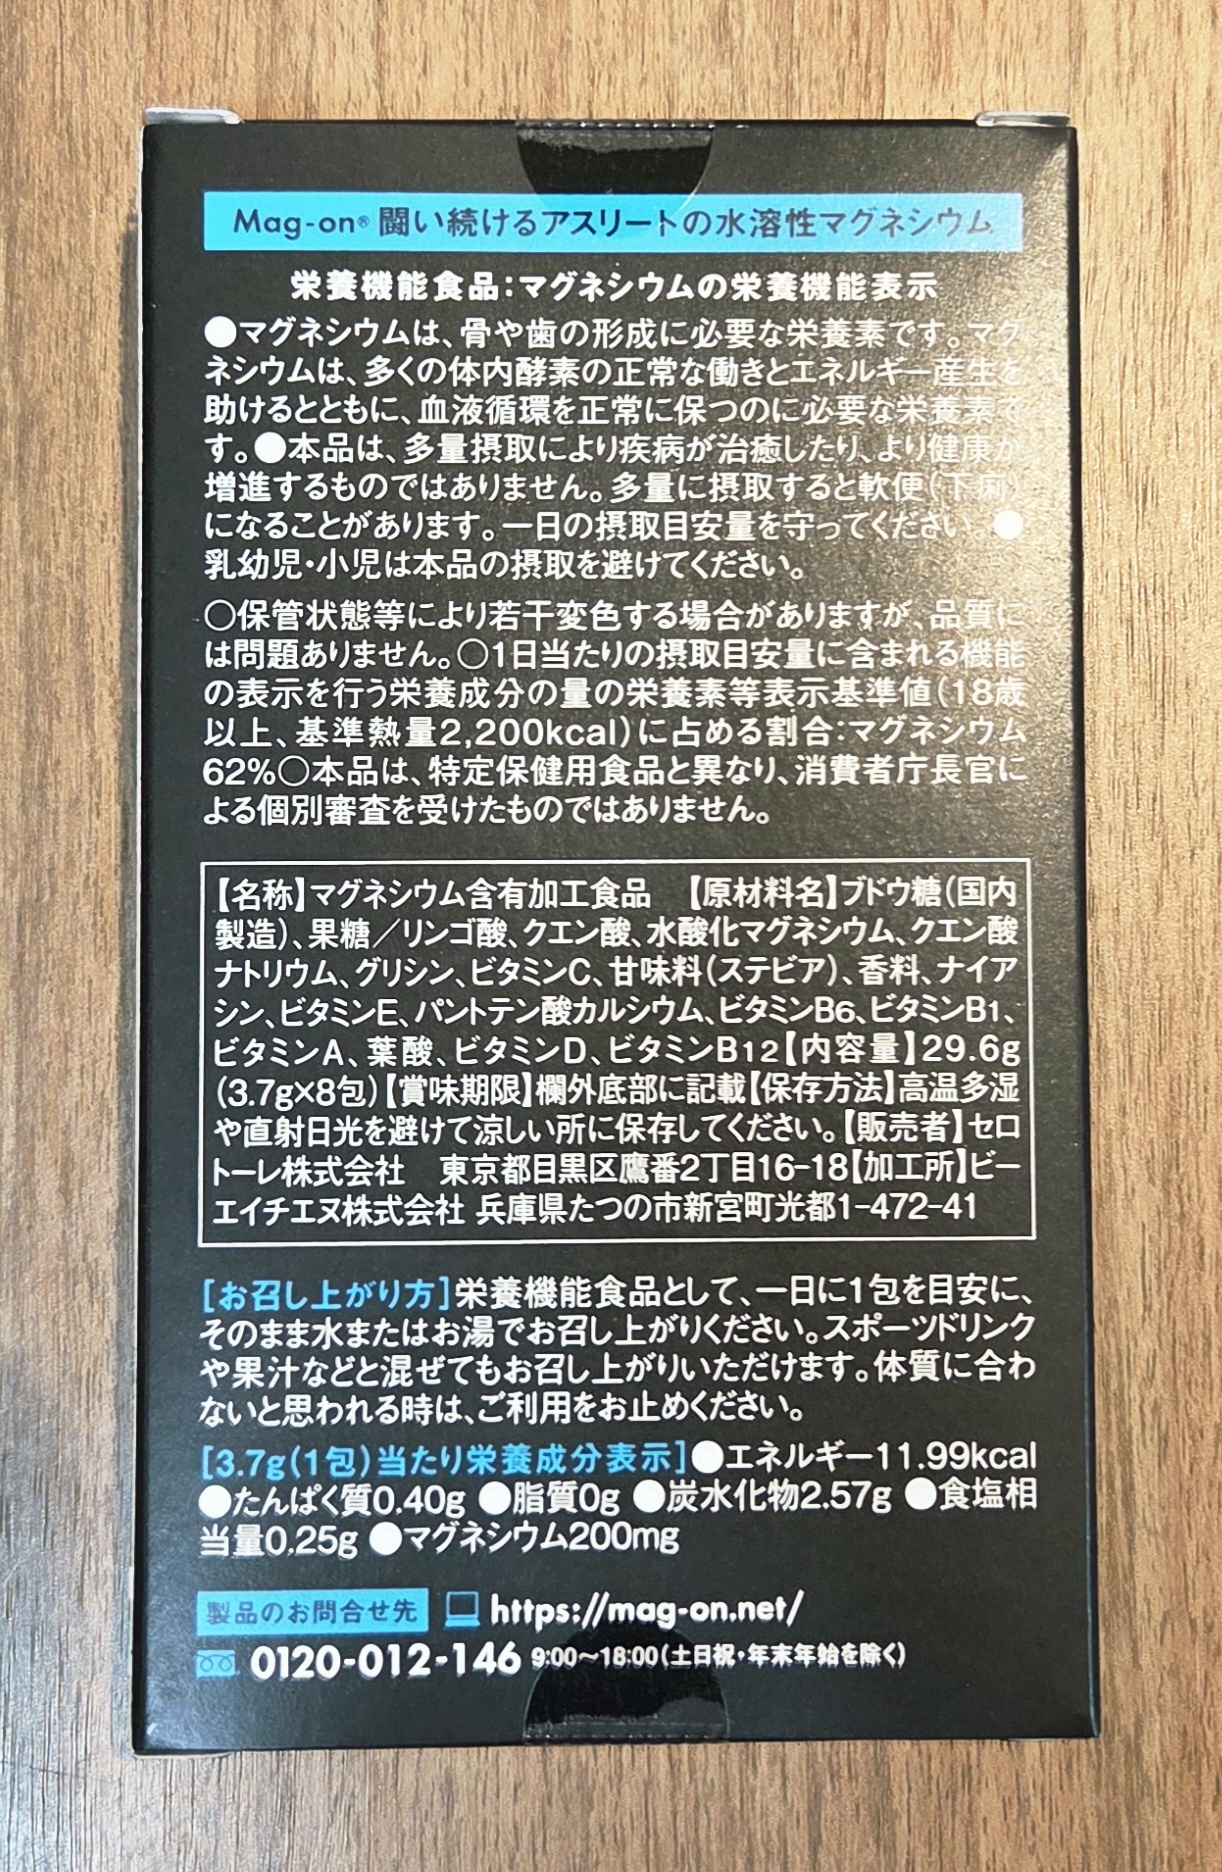 Mag-on® 闘い続けるアスリートの水溶性マグネシウム
栄養機能食品:マグネシウムの栄養機能表示
●マグネシウムは、骨や歯の形成に必要な栄養素です。マグ
ネシウムは、多くの体内酵素の正常な働きとエネルギー産生を
助けるとともに、血液循環を正常に保つのに必要な栄養素で
す。●本品は、多量摂取により疾病が治癒したり、より健康が
増進するものではありません。多量に摂取すると軟便(下痢)
になることがあります。一日の摂取目安量を守ってください。●
乳幼児・小児は本品の摂取を避けてください。
○保管状態等により若干変色する場合がありますが、品質に
は問題ありません。○1日当たりの摂取目安量に含まれる機能
の表示を行う栄養成分の量の栄養素等表示基準値(18歳
以上、基準熱量2,200kcal)に占める割合:マグネシウム
62%○本品は、特定保健用食品と異なり、消費者庁長官に
よる個別審査を受けたものではありません。
【名称】マグネシウム含有加工食品　【原材料名】ブドウ糖(国内
製造)、果糖／リンゴ酸、クエン酸、水酸化マグネシウム、クエン酸
ナトリウム、グリシン、ビタミンC、甘味料(ステビア)、香料、ナイア
シン、ビタミンE、パントテン酸カルシウム、ビタミンB6、ビタミンB1、
ビタミンA、葉酸、ビタミンD、ビタミンB12【内容量】29.6g
(3.7g×8包)【賞味期限】欄外底部に記載【保存方法】高温多湿
や直射日光を避けて涼しい所に保存してください。【販売者】セロ
トーレ株式会社　東京都目黒区鷹番2丁目16-18【加工所】ビー
エイチエヌ株式会社 兵庫県たつの市新宮町光都1-472-41
[お召し上がり方]栄養機能食品として、一日に1包を目安に、
そのまま水またはお湯でお召し上がりください。スポーツドリンク
や果汁などと混ぜてもお召し上がりいただけます。体質に合わ
ないと思われる時は、ご利用をお止めください。
[3.7g(1包)当たり栄養成分表示]●エネルギー11.99kcal
●たんぱく質0.40g ●脂質0g ●炭水化物2.57g ●食塩相
当量0.25g ●マグネシウム200mg
製品のお問合せ先 https://mag-on.net/
0120-012-146 9:00〜18:00(土日祝・年末年始を除く)